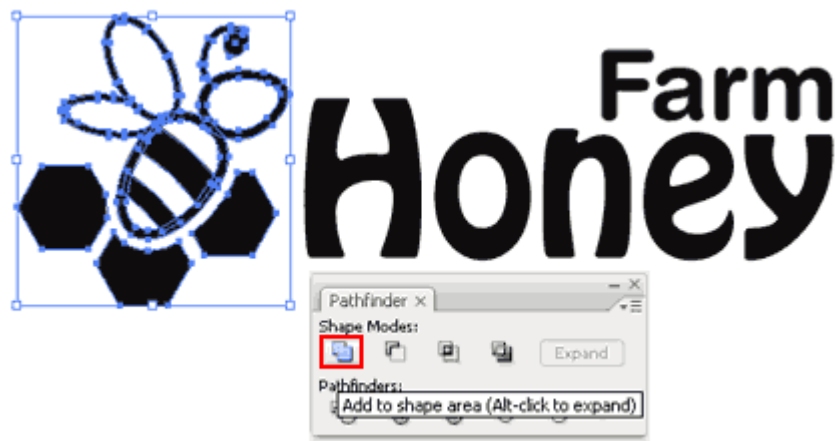 Farm
Honey
Pathfinder
Shape Modes:
Expand
Pathfinders:
Add to shape area (Alt-click to expand)